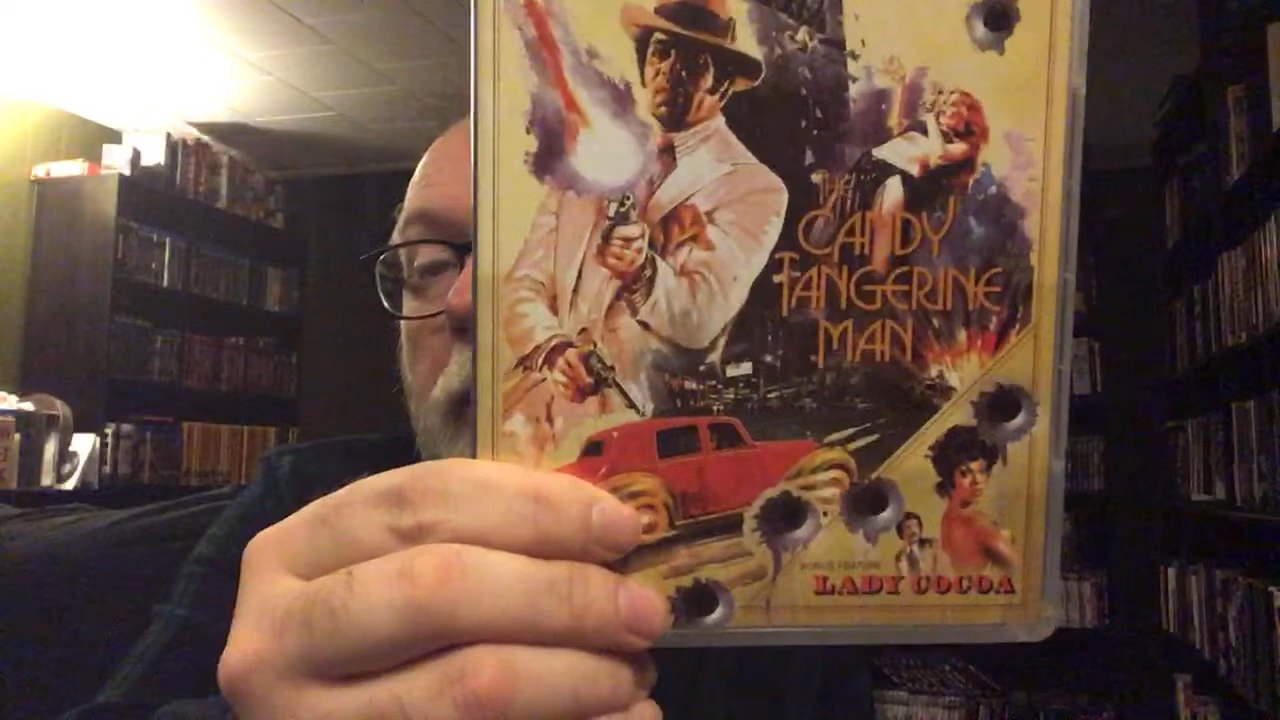 THE
CANDY
TANGERINE
MAN
BONUS FEATURE
LADY COCOA